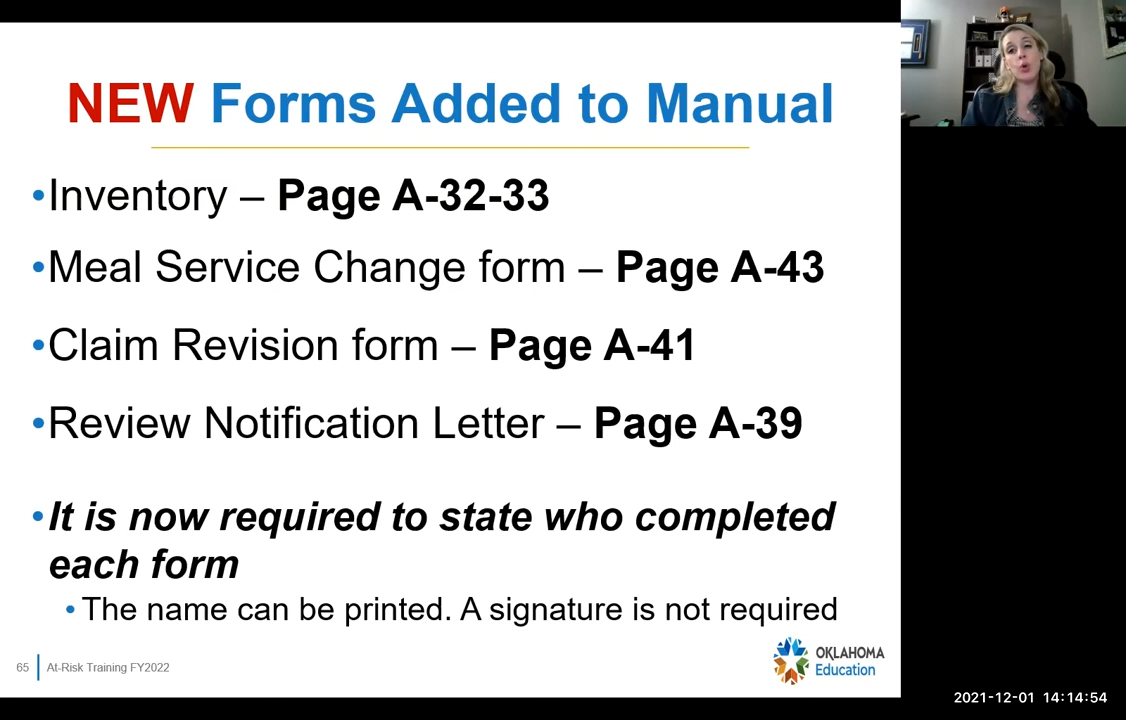 NEW Forms Added to Manual
•Inventory – Page A-32-33
•Meal Service Change form – Page A-43
•Claim Revision form – Page A-41
•Review Notification Letter – Page A-39
•It is now required to state who completed
each form
•The name can be printed. A signature is not required
65 At-Risk Training FY2022
OKLAHOMA
Education
2021-12-01 14:14:54